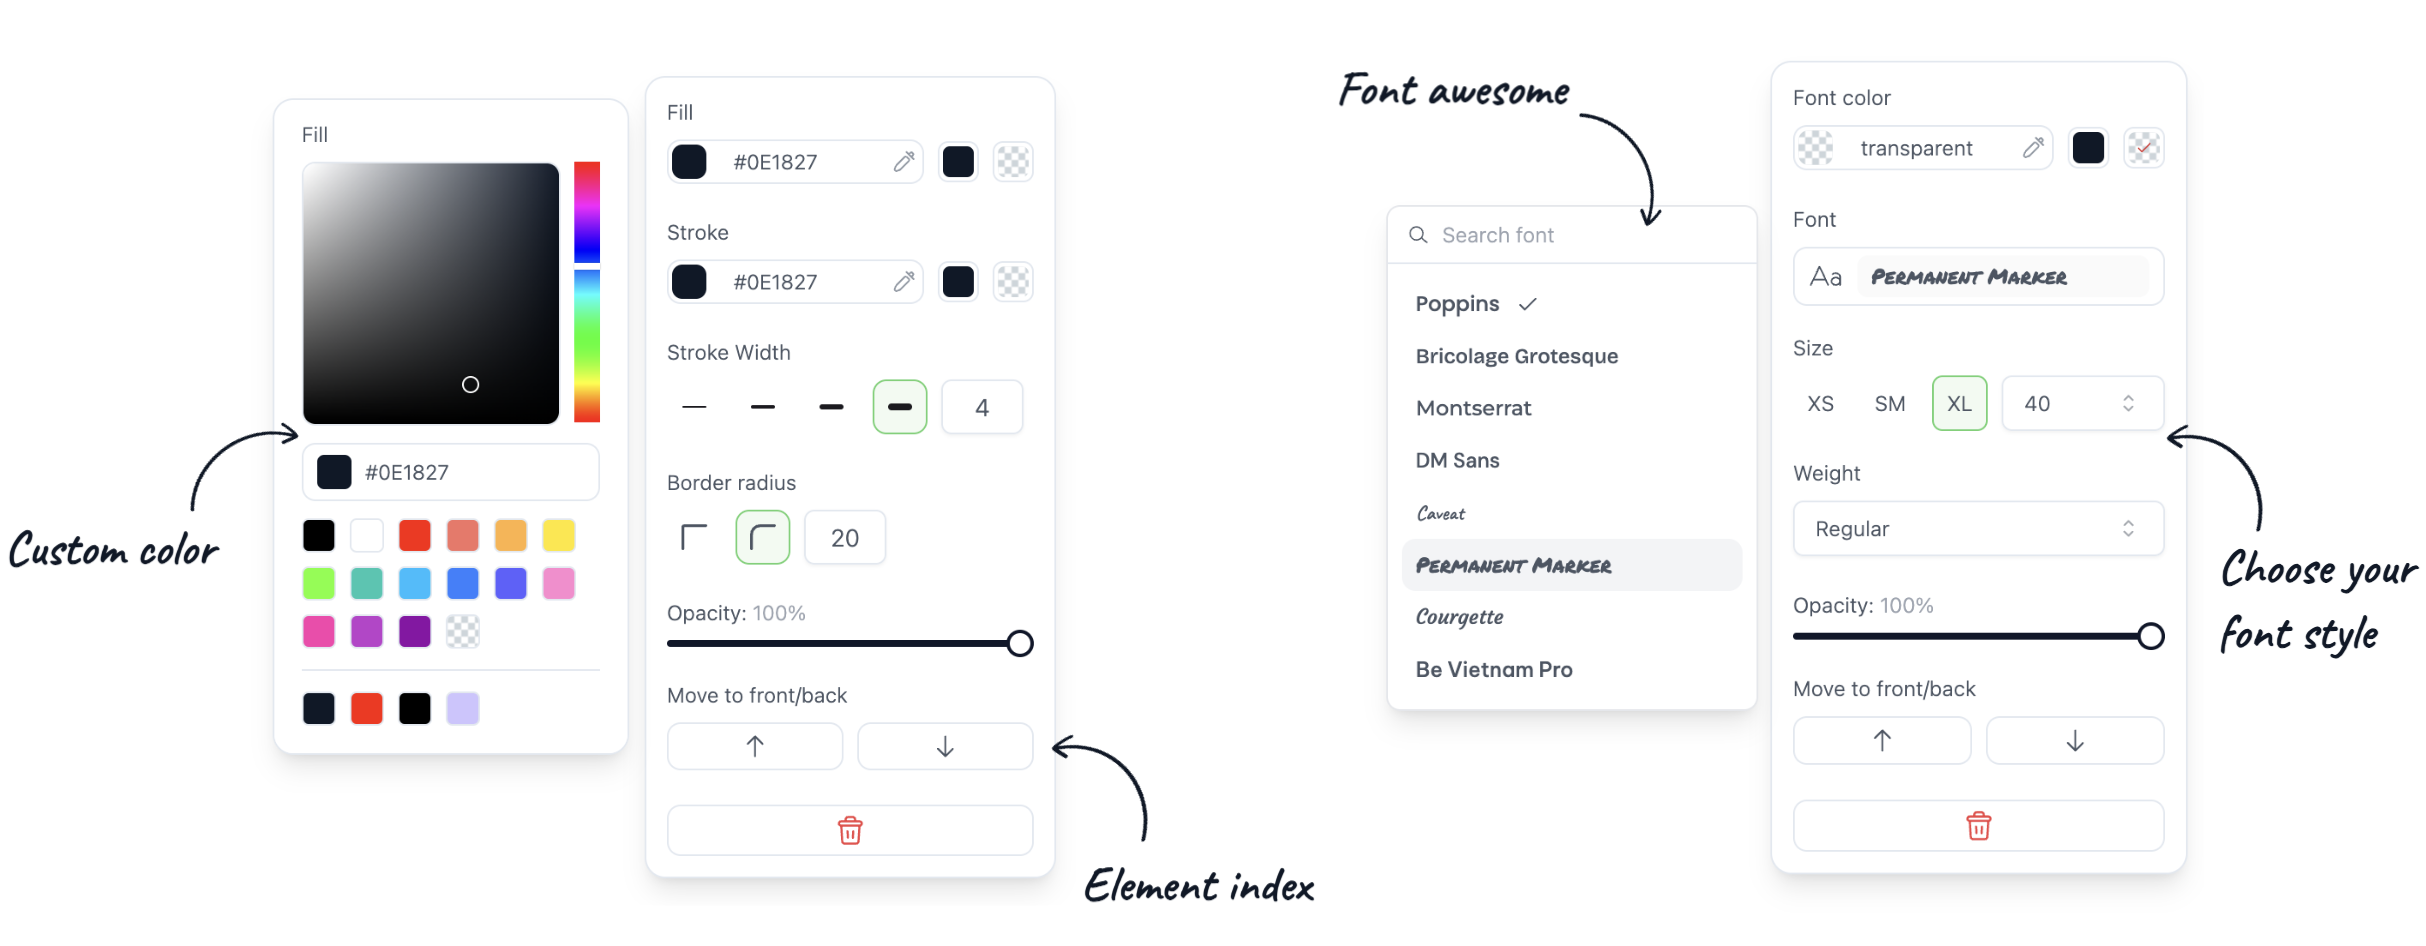 Custom color
Fill
#0E1827
Fill
#0E1827
Stroke
#0E1827
Stroke Width
4
Border radius
20
Opacity: 100%
Move to front/back
Element index
Font awesome
Search font
Poppins
Bricolage Grotesque
Montserrat
DM Sans
Caveat
Permanent Marker
Courgette
Be Vietnam Pro
Font color
transparent
Font
Aa Permanent Marker
Size
XS SM XL 40
Weight
Regular
Opacity: 100%
Move to front/back
Choose your
font style